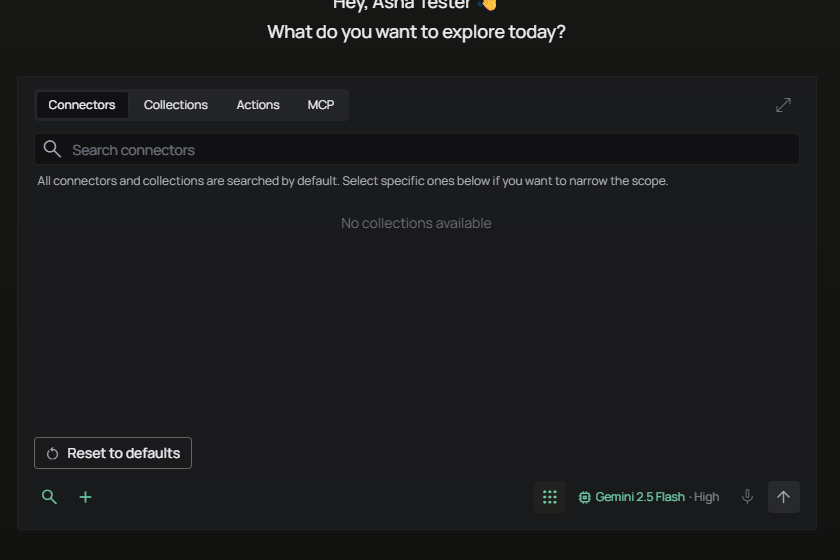 Hey, Asha Tester 👋
What do you want to explore today?
Connectors Collections Actions MCP
Search connectors
All connectors and collections are searched by default. Select specific ones below if you want to narrow the scope.
No collections available
Reset to defaults
Gemini 2.5 Flash · High